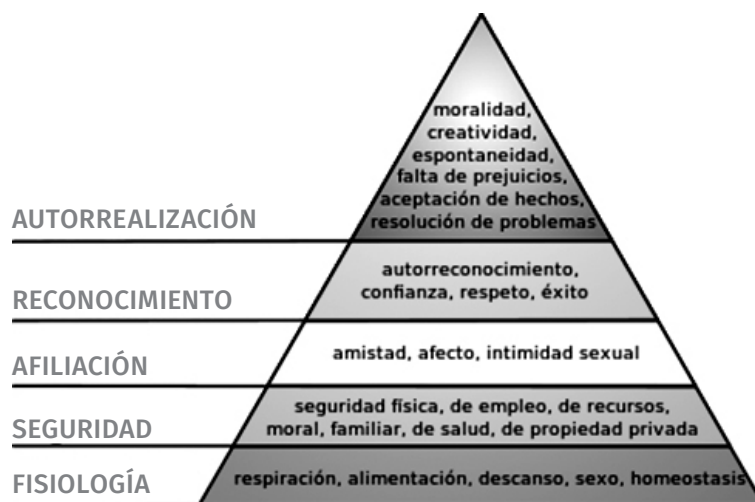 moralidad,
creatividad,
espontaneidad,
falta de prejuicios,
aceptación de hechos,
resolución de problemas
AUTORREALIZACIÓN
autorreconocimiento,
confianza, respeto, éxito
RECONOCIMIENTO
amistad, afecto, intimidad sexual
AFILIACIÓN
seguridad física, de empleo, de recursos,
moral, familiar, de salud, de propiedad privada
SEGURIDAD
respiración, alimentación, descanso, sexo, homeostasis
FISIOLOGÍA